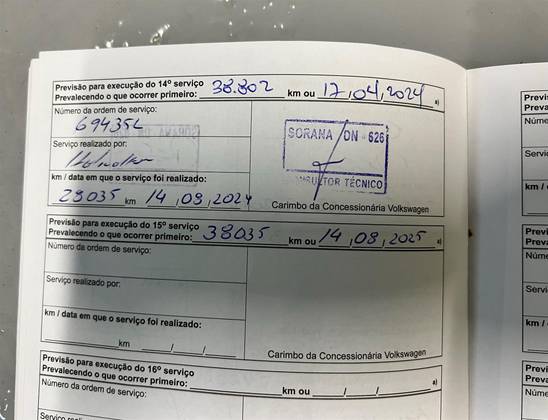 Previsão para execução do 14º serviço
Prevalecendo o que ocorrer primeiro: 38.802 km ou 17,04,2024 a)
Número da ordem de serviço:
Serviço realizado por:
km / data em que o serviço foi realizado:
28035 km 14,08,2024
SORANA DN 626
TÉCNICO
Carimbo da Concessionária Volkswagen
Previsão para execução do 15º serviço
Prevalecendo o que ocorrer primeiro: 38035 km ou 14,08,2025 a)
Número da ordem de serviço:
Serviço realizado por:
km / data em que o serviço foi realizado:
km / /
Carimbo da Concessionária Volkswagen
Previsão para execução do 16º serviço
Prevalecendo o que ocorrer primeiro: km ou / / a)
Número da ordem de serviço: